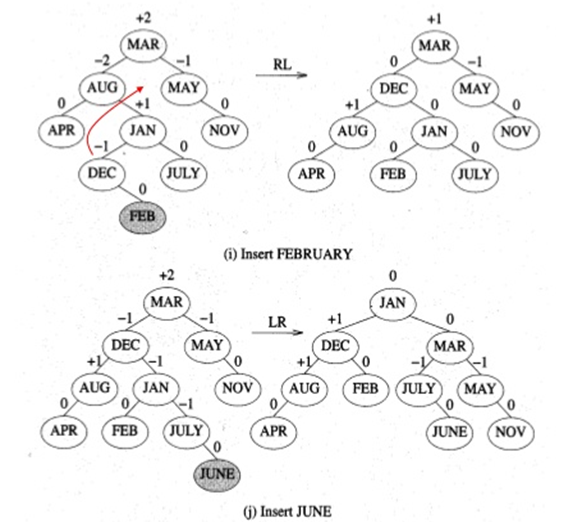 +2 +1
MAR MAR
−2 −1 RL 0 −1
AUG MAY DEC MAY
0 +1 0 +1 0 0
APR JAN NOV AUG JAN NOV
−1 0 0 0 0
DEC JULY APR FEB JULY
0
FEB
(i) Insert FEBRUARY
+2 0
MAR JAN
−1 −1 LR +1 0
DEC MAY DEC MAR
+1 −1 0 +1 0 −1 −1
AUG JAN NOV AUG FEB JULY MAY
0 0 −1 0 0 0
APR FEB JULY APR JUNE NOV
0
JUNE
(j) Insert JUNE